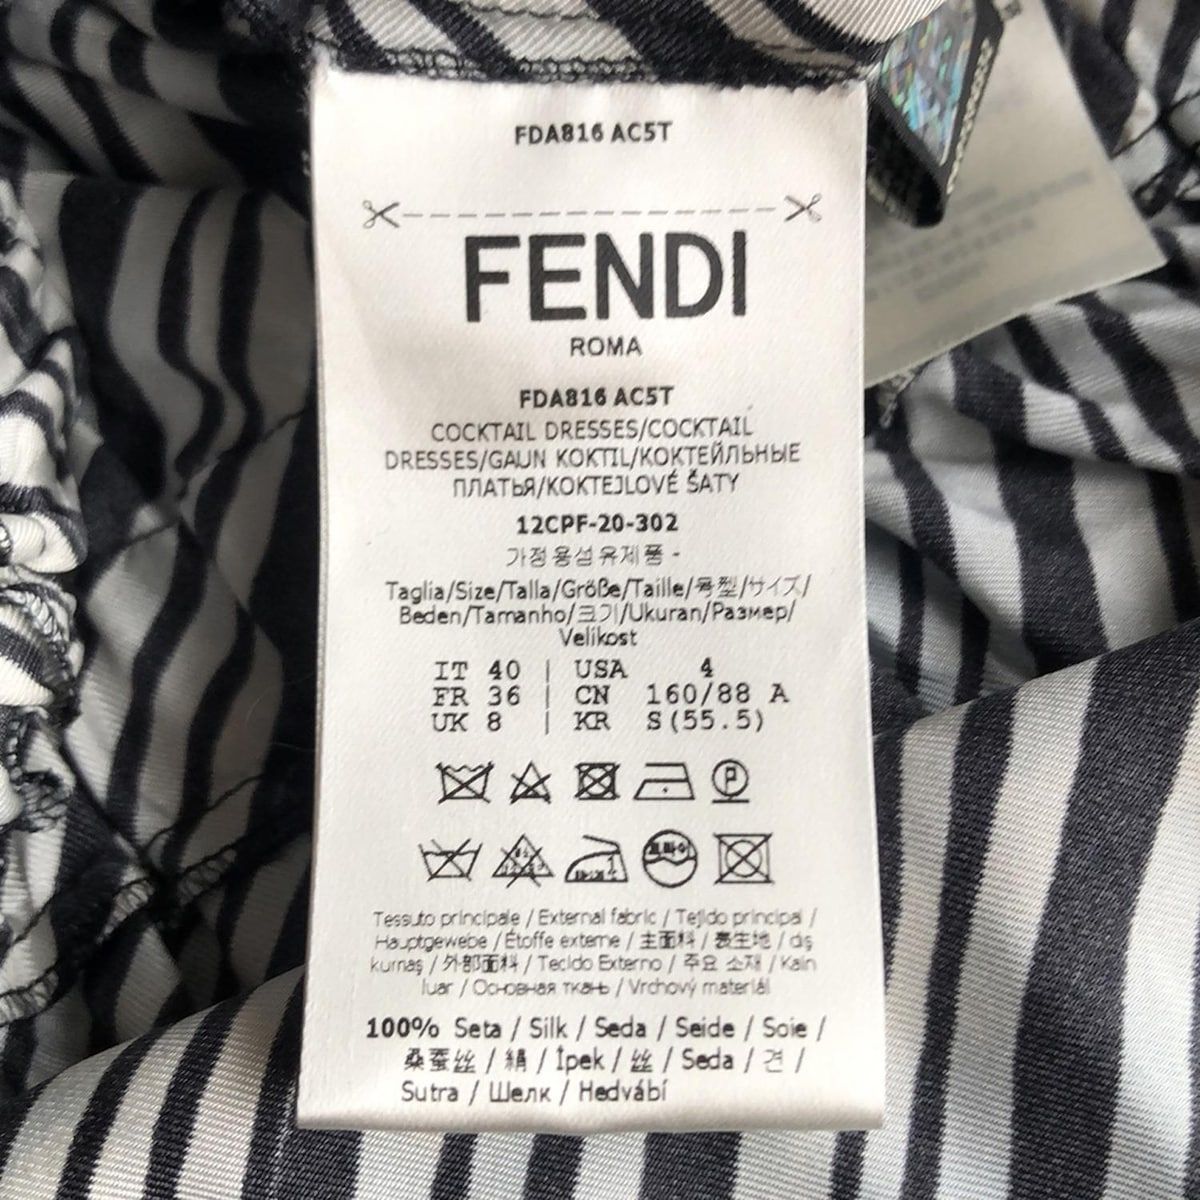 FDA816 AC5T
FENDI
ROMA
FDA816 AC5T
COCKTAIL DRESSES/COCKTAIL
DRESSES/GAUN KOKTIL/КОКТЕЙЛЬНЫЕ
ПЛАТЬЯ/KOKTEJLOVÉ ŠATY
12CPF-20-302
가정용섬유제품 -
Taglia/Size/Talla/Größe/Taille/号型/サイズ/
Beden/Tamanho/크기/Ukuran/Размер/
Velikost
IT 40 | USA 4
FR 36 | CN 160/88 A
UK 8 | KR S(55.5)
P
Tessuto principale / External fabric / Tejido principal /
Hauptgewebe / Étoffe externe / 主面料 / 表生地 / dış
kumaş / 外部面料 / Tecido Externo / 주요 소재 / Kain
luar / Основная ткань / Vrchový materiál
100% Seta / Silk / Seda / Seide / Soie /
桑蚕丝 / 絹 / İpek / 丝 / Seda / 견 /
Sutra / Шелк / Hedvábí